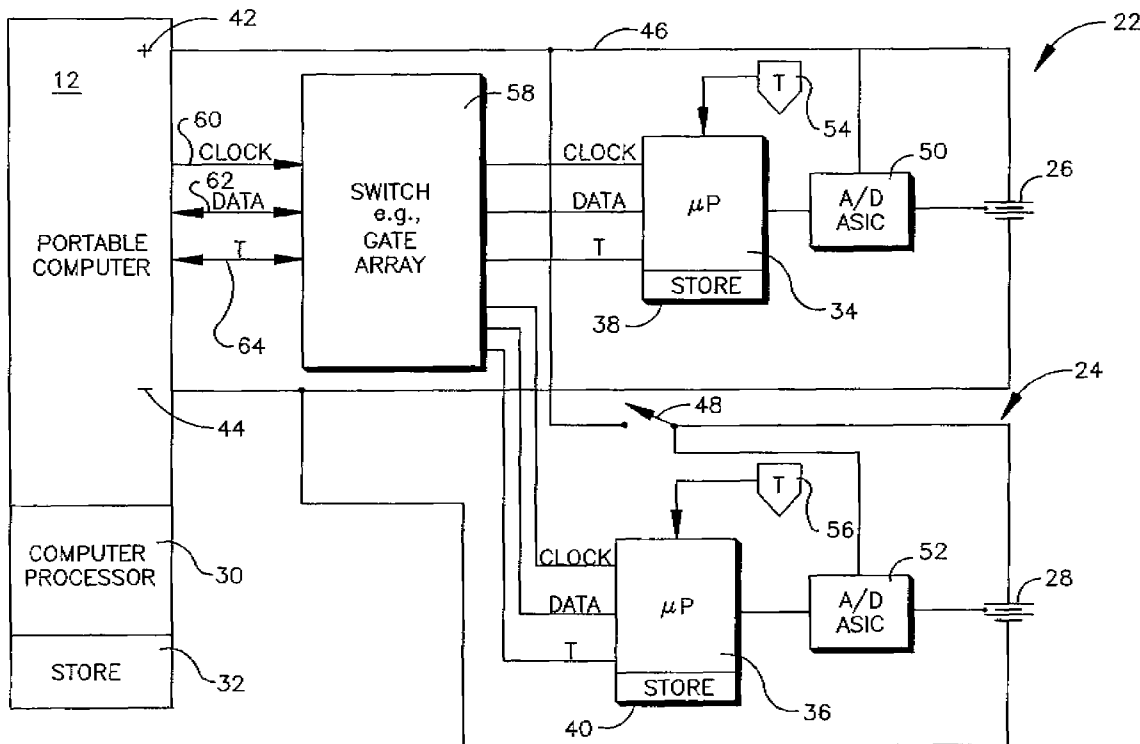 42
46
22
+
12
58
T
54
60
CLOCK
CLOCK
50
62
DATA
SWITCH
e.g.,
GATE
ARRAY
DATA
μP
A/D
ASIC
26
PORTABLE
COMPUTER
T
T
STORE
64
38
34
44
48
24
T
56
COMPUTER
PROCESSOR
30
CLOCK
52
DATA
μP
A/D
ASIC
28
T
STORE
32
STORE
40
36